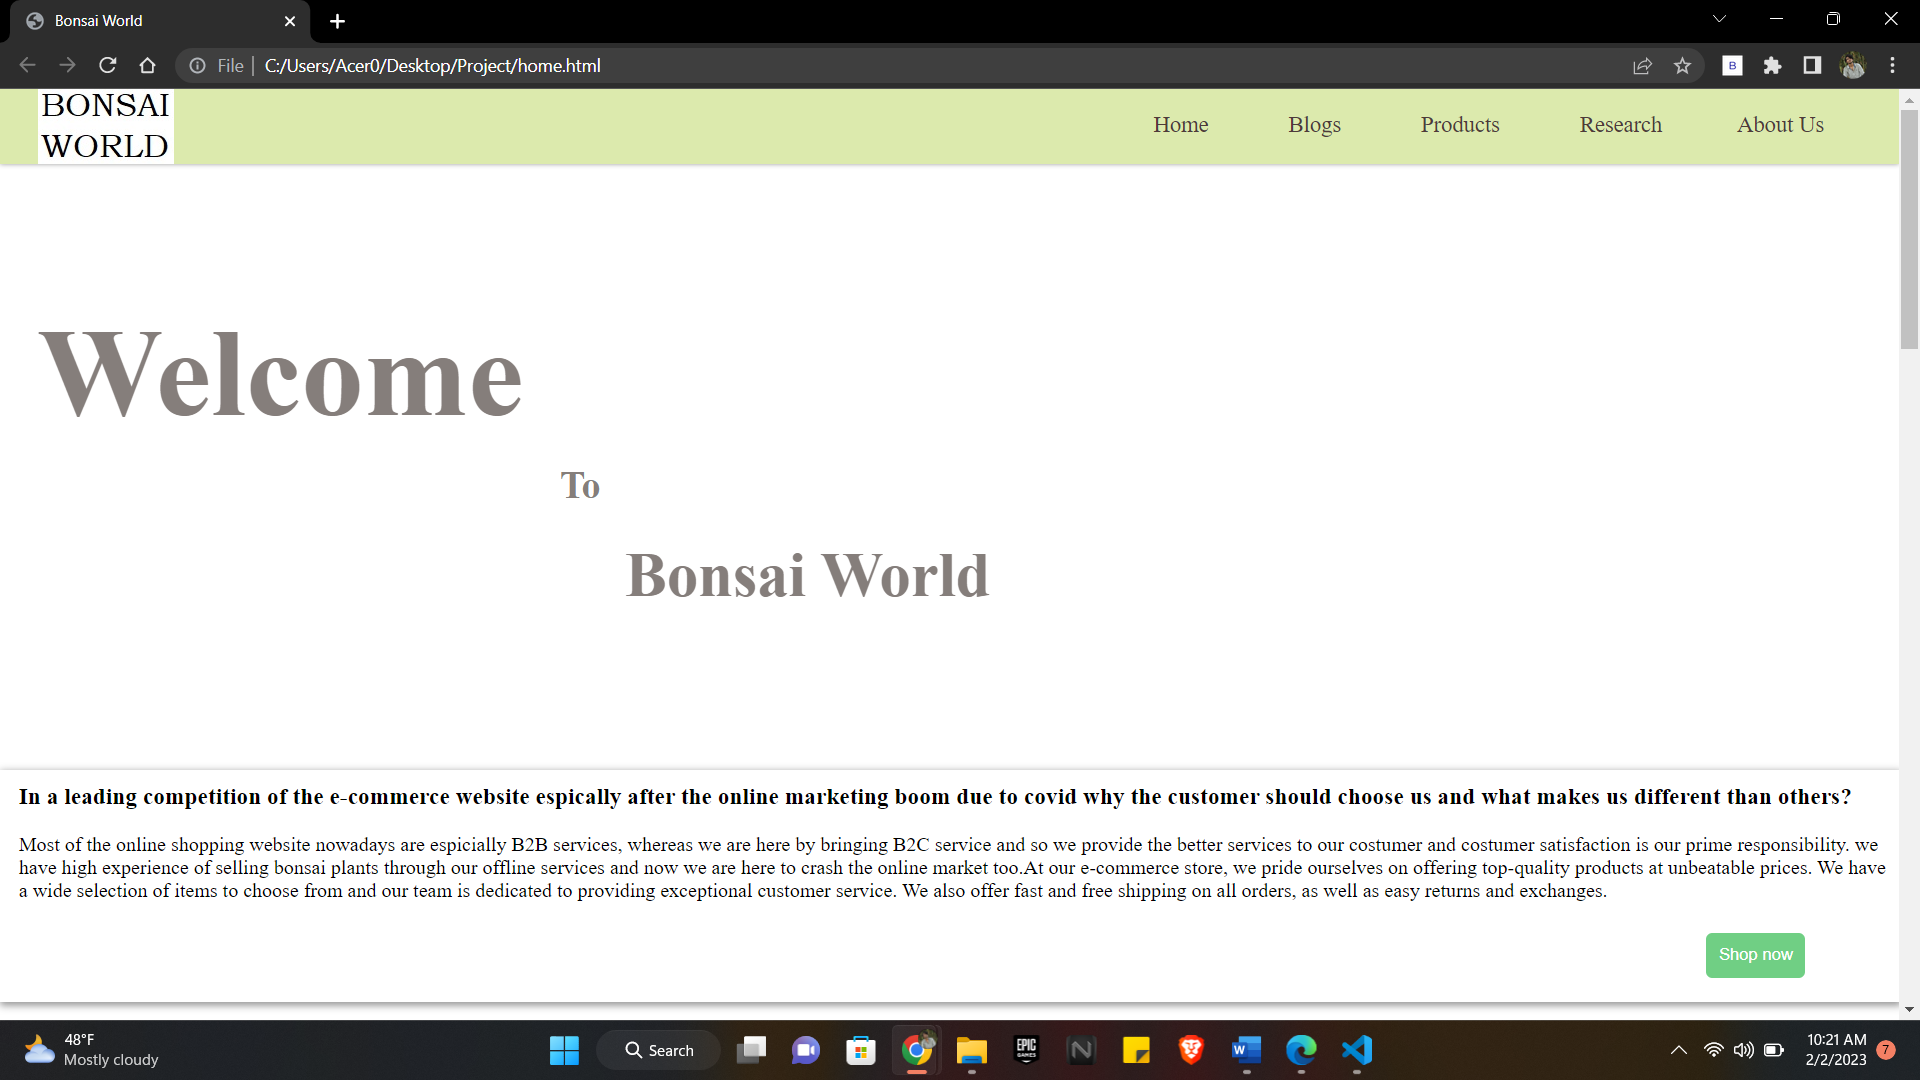 Bonsai World
File
C:/Users/Acer0/Desktop/Project/home.html
B
BONSAI
WORLD
Home Blogs Products Research About Us
Welcome
To
Bonsai World
In a leading competition of the e-commerce website espically after the online marketing boom due to covid why the customer should choose us and what makes us different than others?
Most of the online shopping website nowadays are espicially B2B services, whereas we are here by bringing B2C service and so we provide the better services to our costumer and costumer satisfaction is our prime responsibility. we
have high experience of selling bonsai plants through our offline services and now we are here to crash the online market too.At our e-commerce store, we pride ourselves on offering top-quality products at unbeatable prices. We have
a wide selection of items to choose from and our team is dedicated to providing exceptional customer service. We also offer fast and free shipping on all orders, as well as easy returns and exchanges.
Shop now
48°F
Mostly cloudy
Search
EPIC
GAMES
N
W
10:21 AM
2/2/2023
7